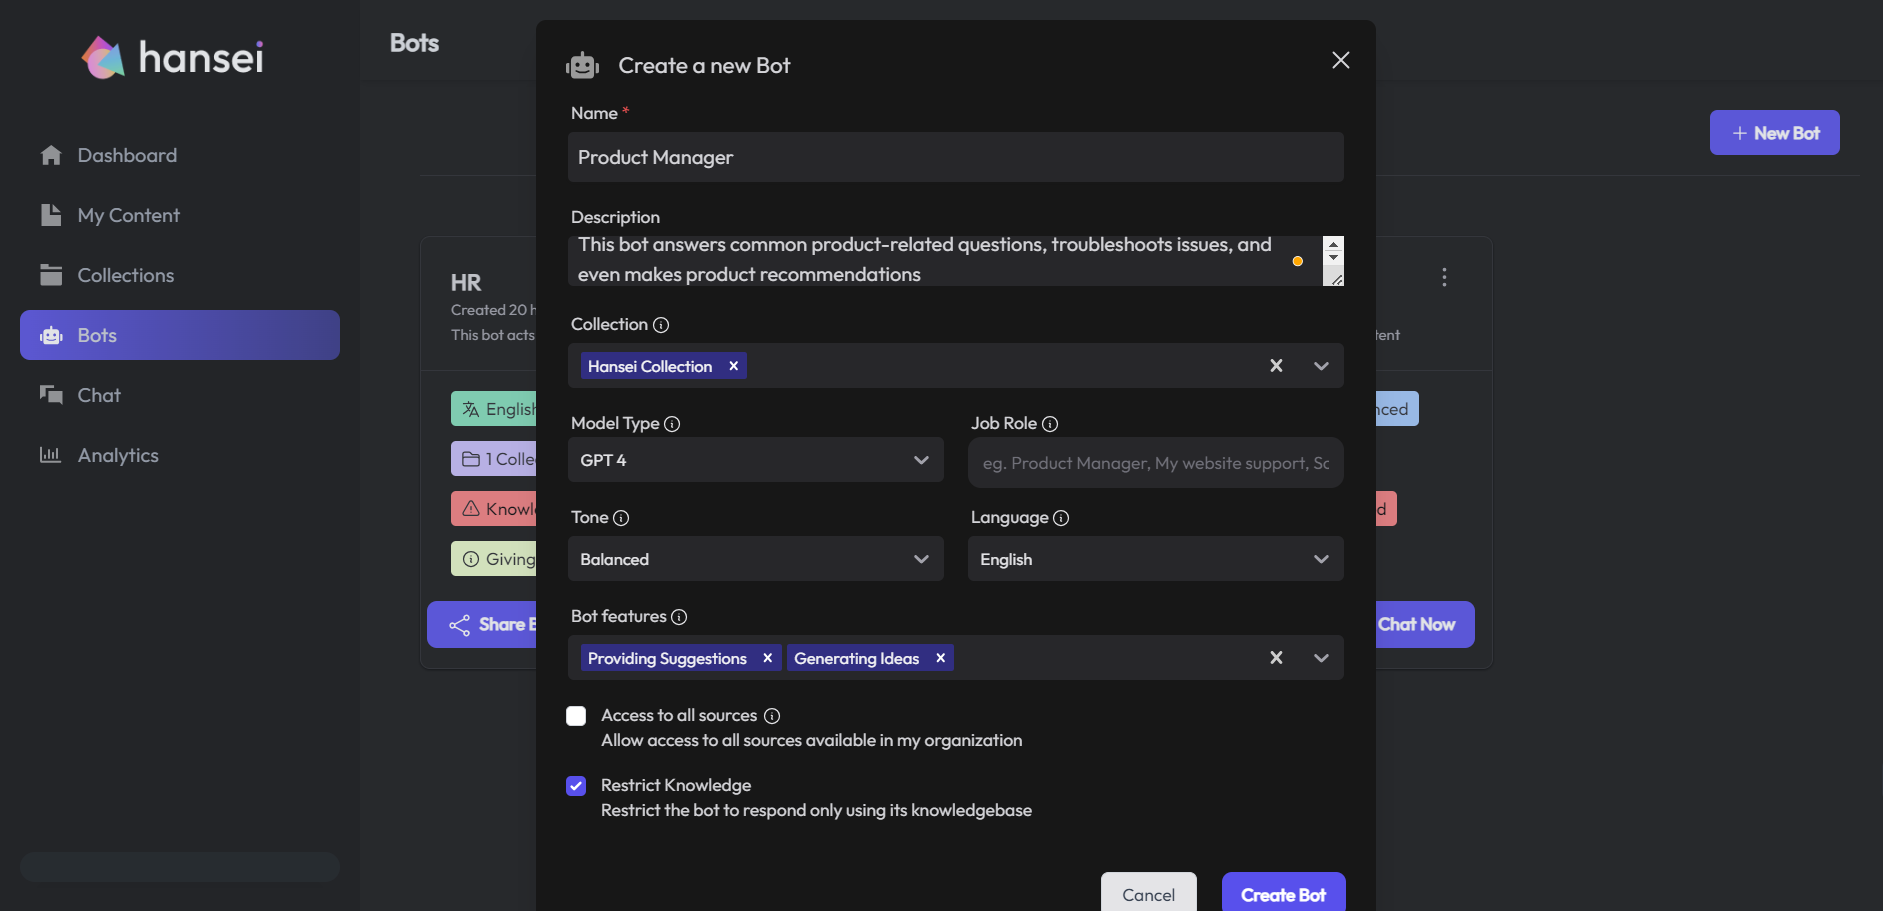 hansei
Dashboard
My Content
Collections
Bots
Chat
Analytics
Bots
New Bot
HR
Created 20 h
This bot acts
English
1 Colle
Knowl
Giving
Share
tent
nced
d
Chat Now
Create a new Bot
Name *
Product Manager
Description
This bot answers common product-related questions, troubleshoots issues, and
even makes product recommendations
Collection
Hansei Collection
Model Type
GPT 4
Job Role
eg. Product Manager, My website support, Sc
Tone
Balanced
Language
English
Bot features
Providing Suggestions
Generating Ideas
Access to all sources
Allow access to all sources available in my organization
Restrict Knowledge
Restrict the bot to respond only using its knowledgebase
Cancel
Create Bot